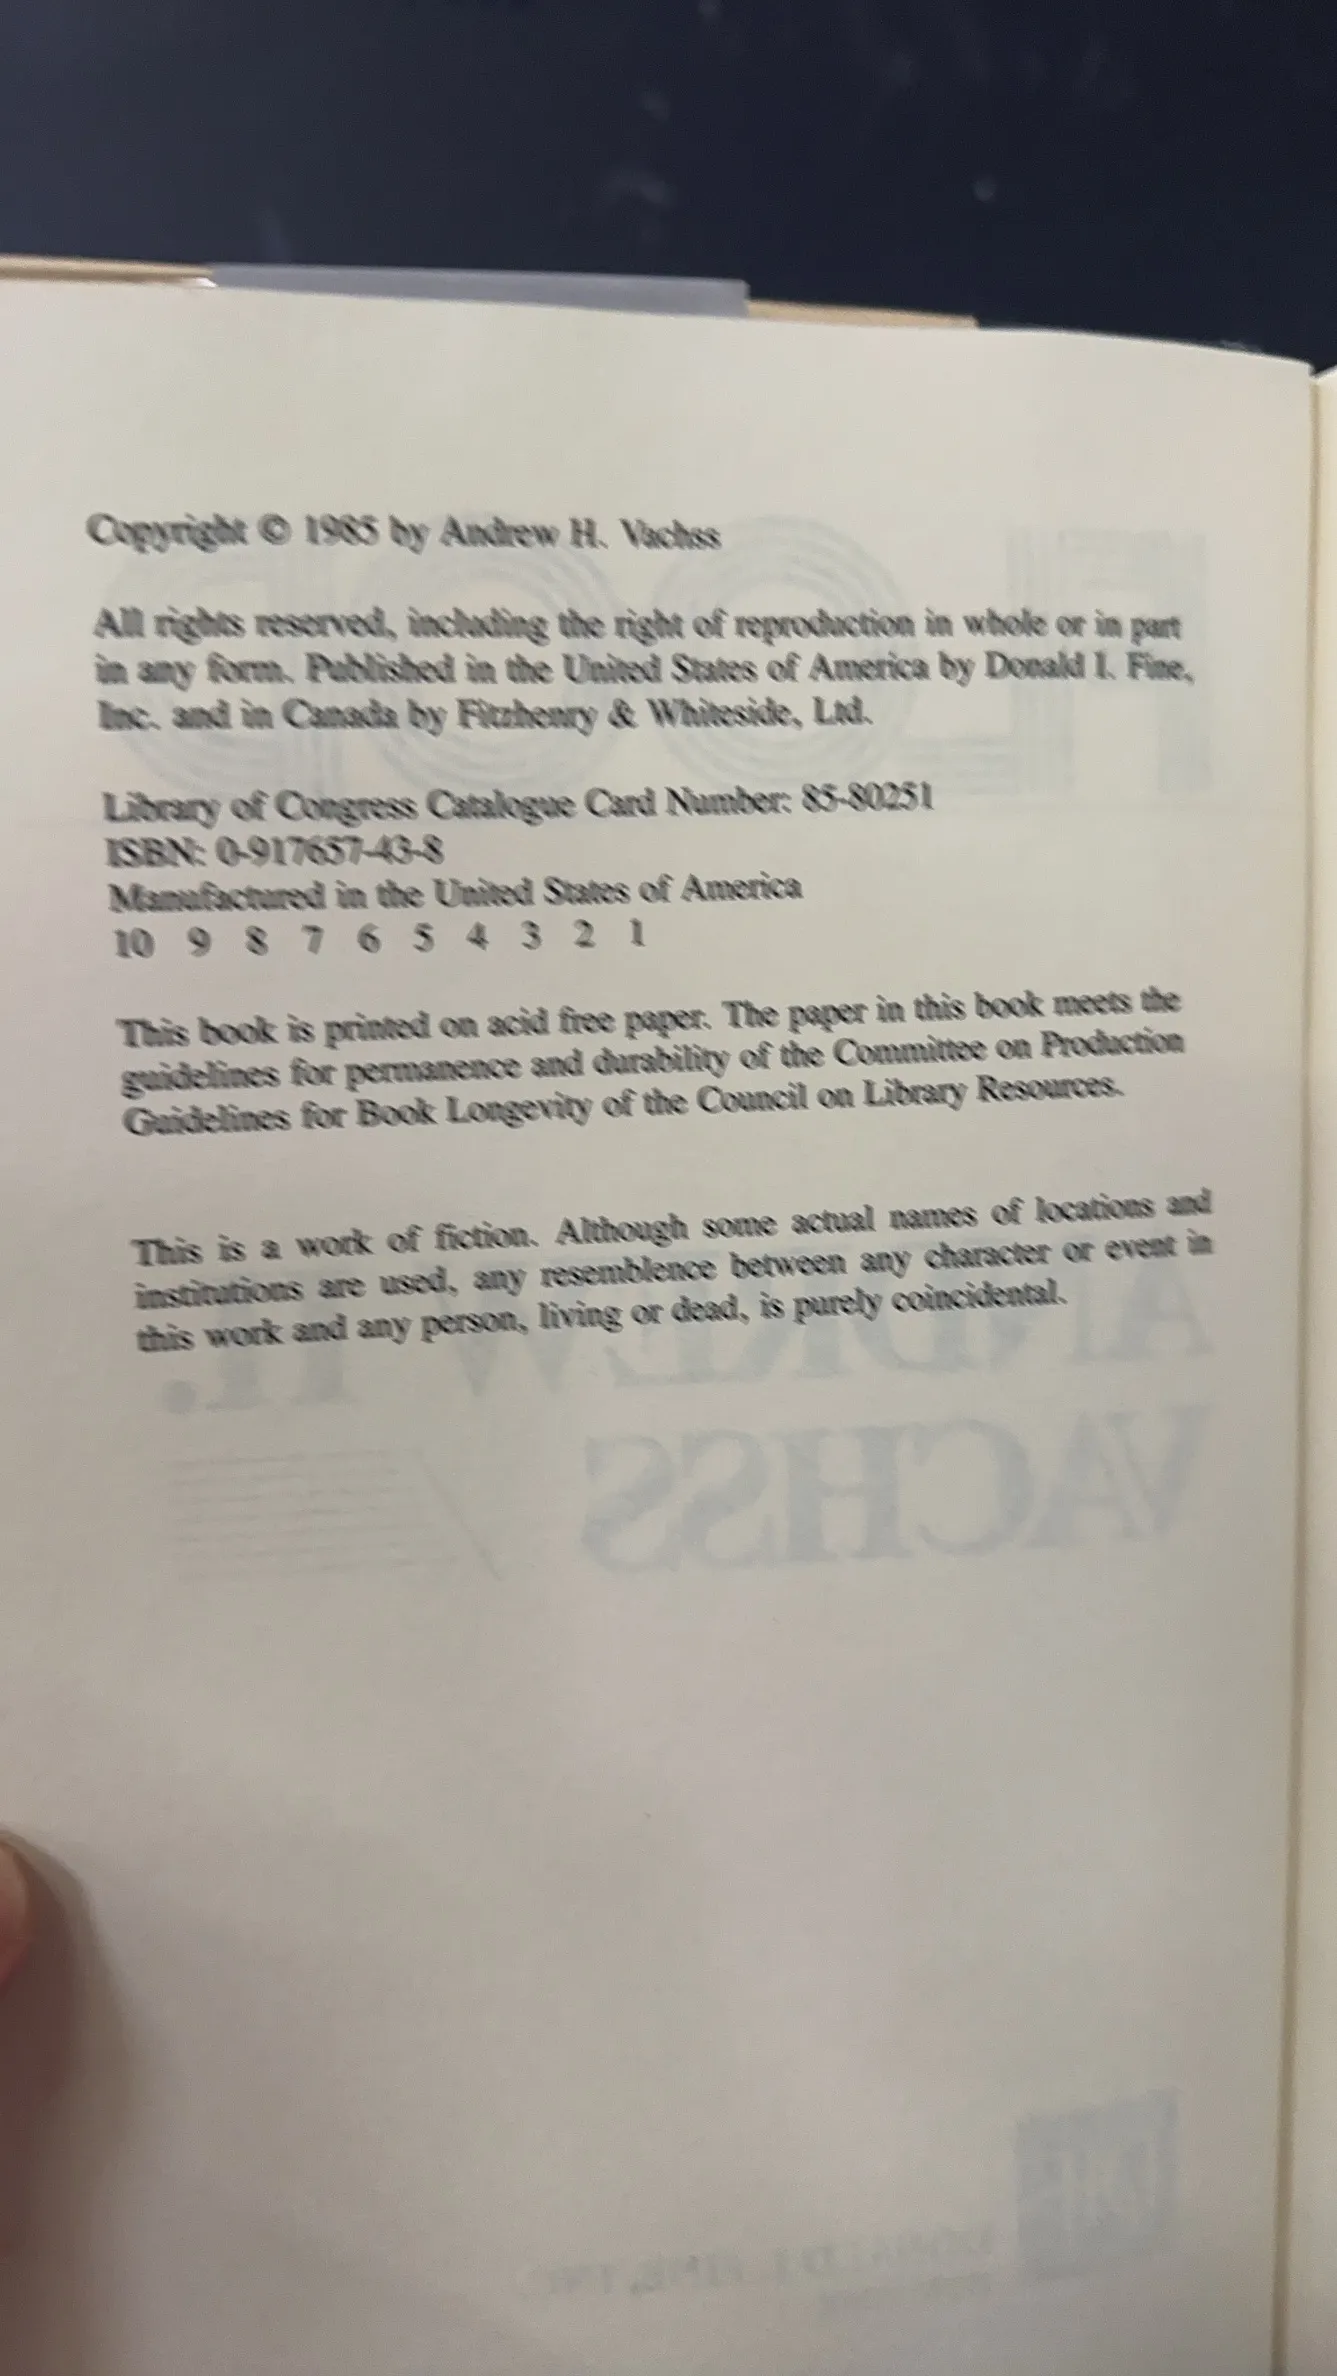 Copyright © 1985 by Andrew H. Vachss
All rights reserved, including the right of reproduction in whole or in part
in any form. Published in the United States of America by Donald I. Fine,
Inc. and in Canada by Fitzhenry & Whiteside, Ltd.
Library of Congress Catalogue Card Number: 85-80251
ISBN: 0-917657-43-8
Manufactured in the United States of America
10 9 8 7 6 5 4 3 2 1
This book is printed on acid free paper. The paper in this book meets the
guidelines for permanence and durability of the Committee on Production
Guidelines for Book Longevity of the Council on Library Resources.
This is a work of fiction. Although some actual names of locations and
institutions are used, any resemblence between any character or event in
this work and any person, living or dead, is purely coincidental.
FLOOD
ANDREW H.
VACHSS
DONALD I. FINE, INC.